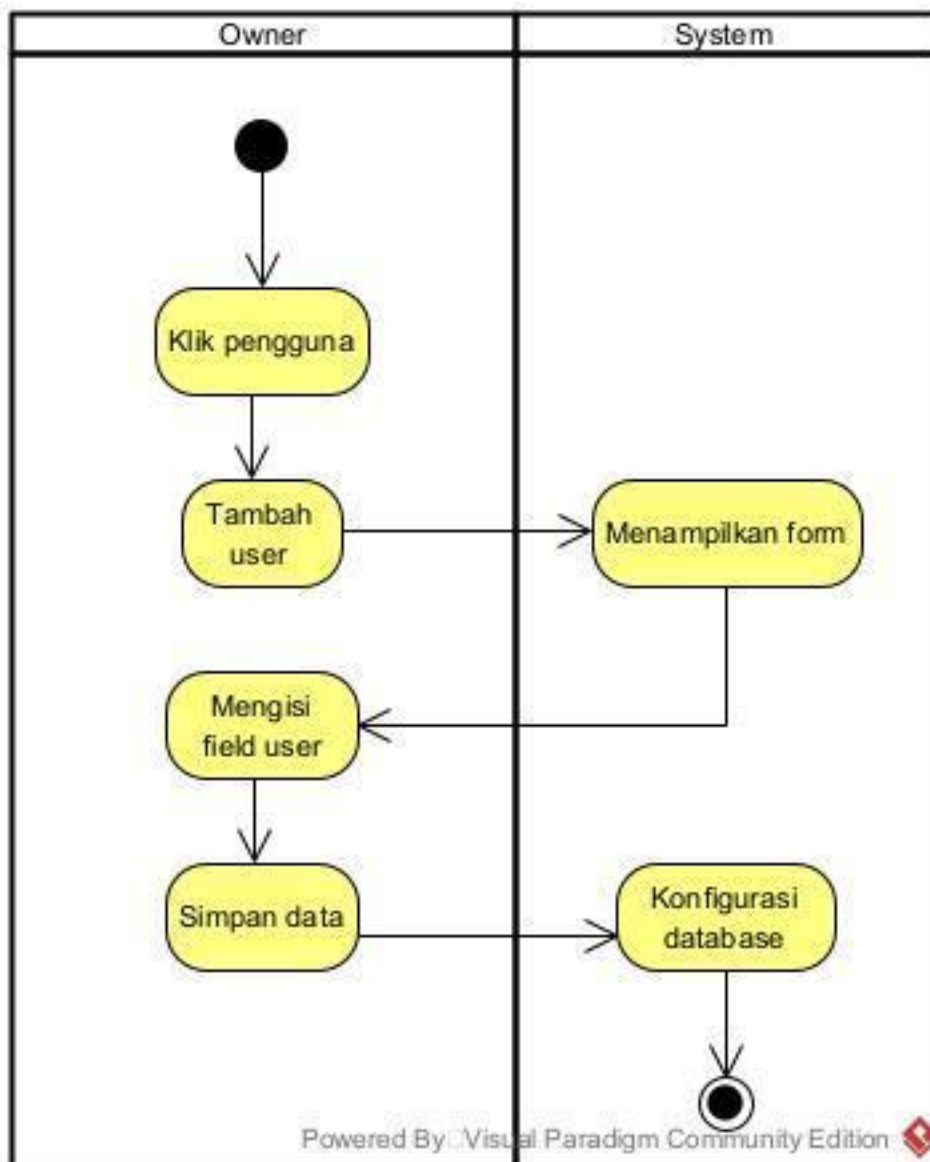 Owner
System
Klik pengguna
Tambah
user
Menampilkan form
Mengisi
field user
Simpan data
Konfigurasi
database
Powered By Visual Paradigm Community Edition